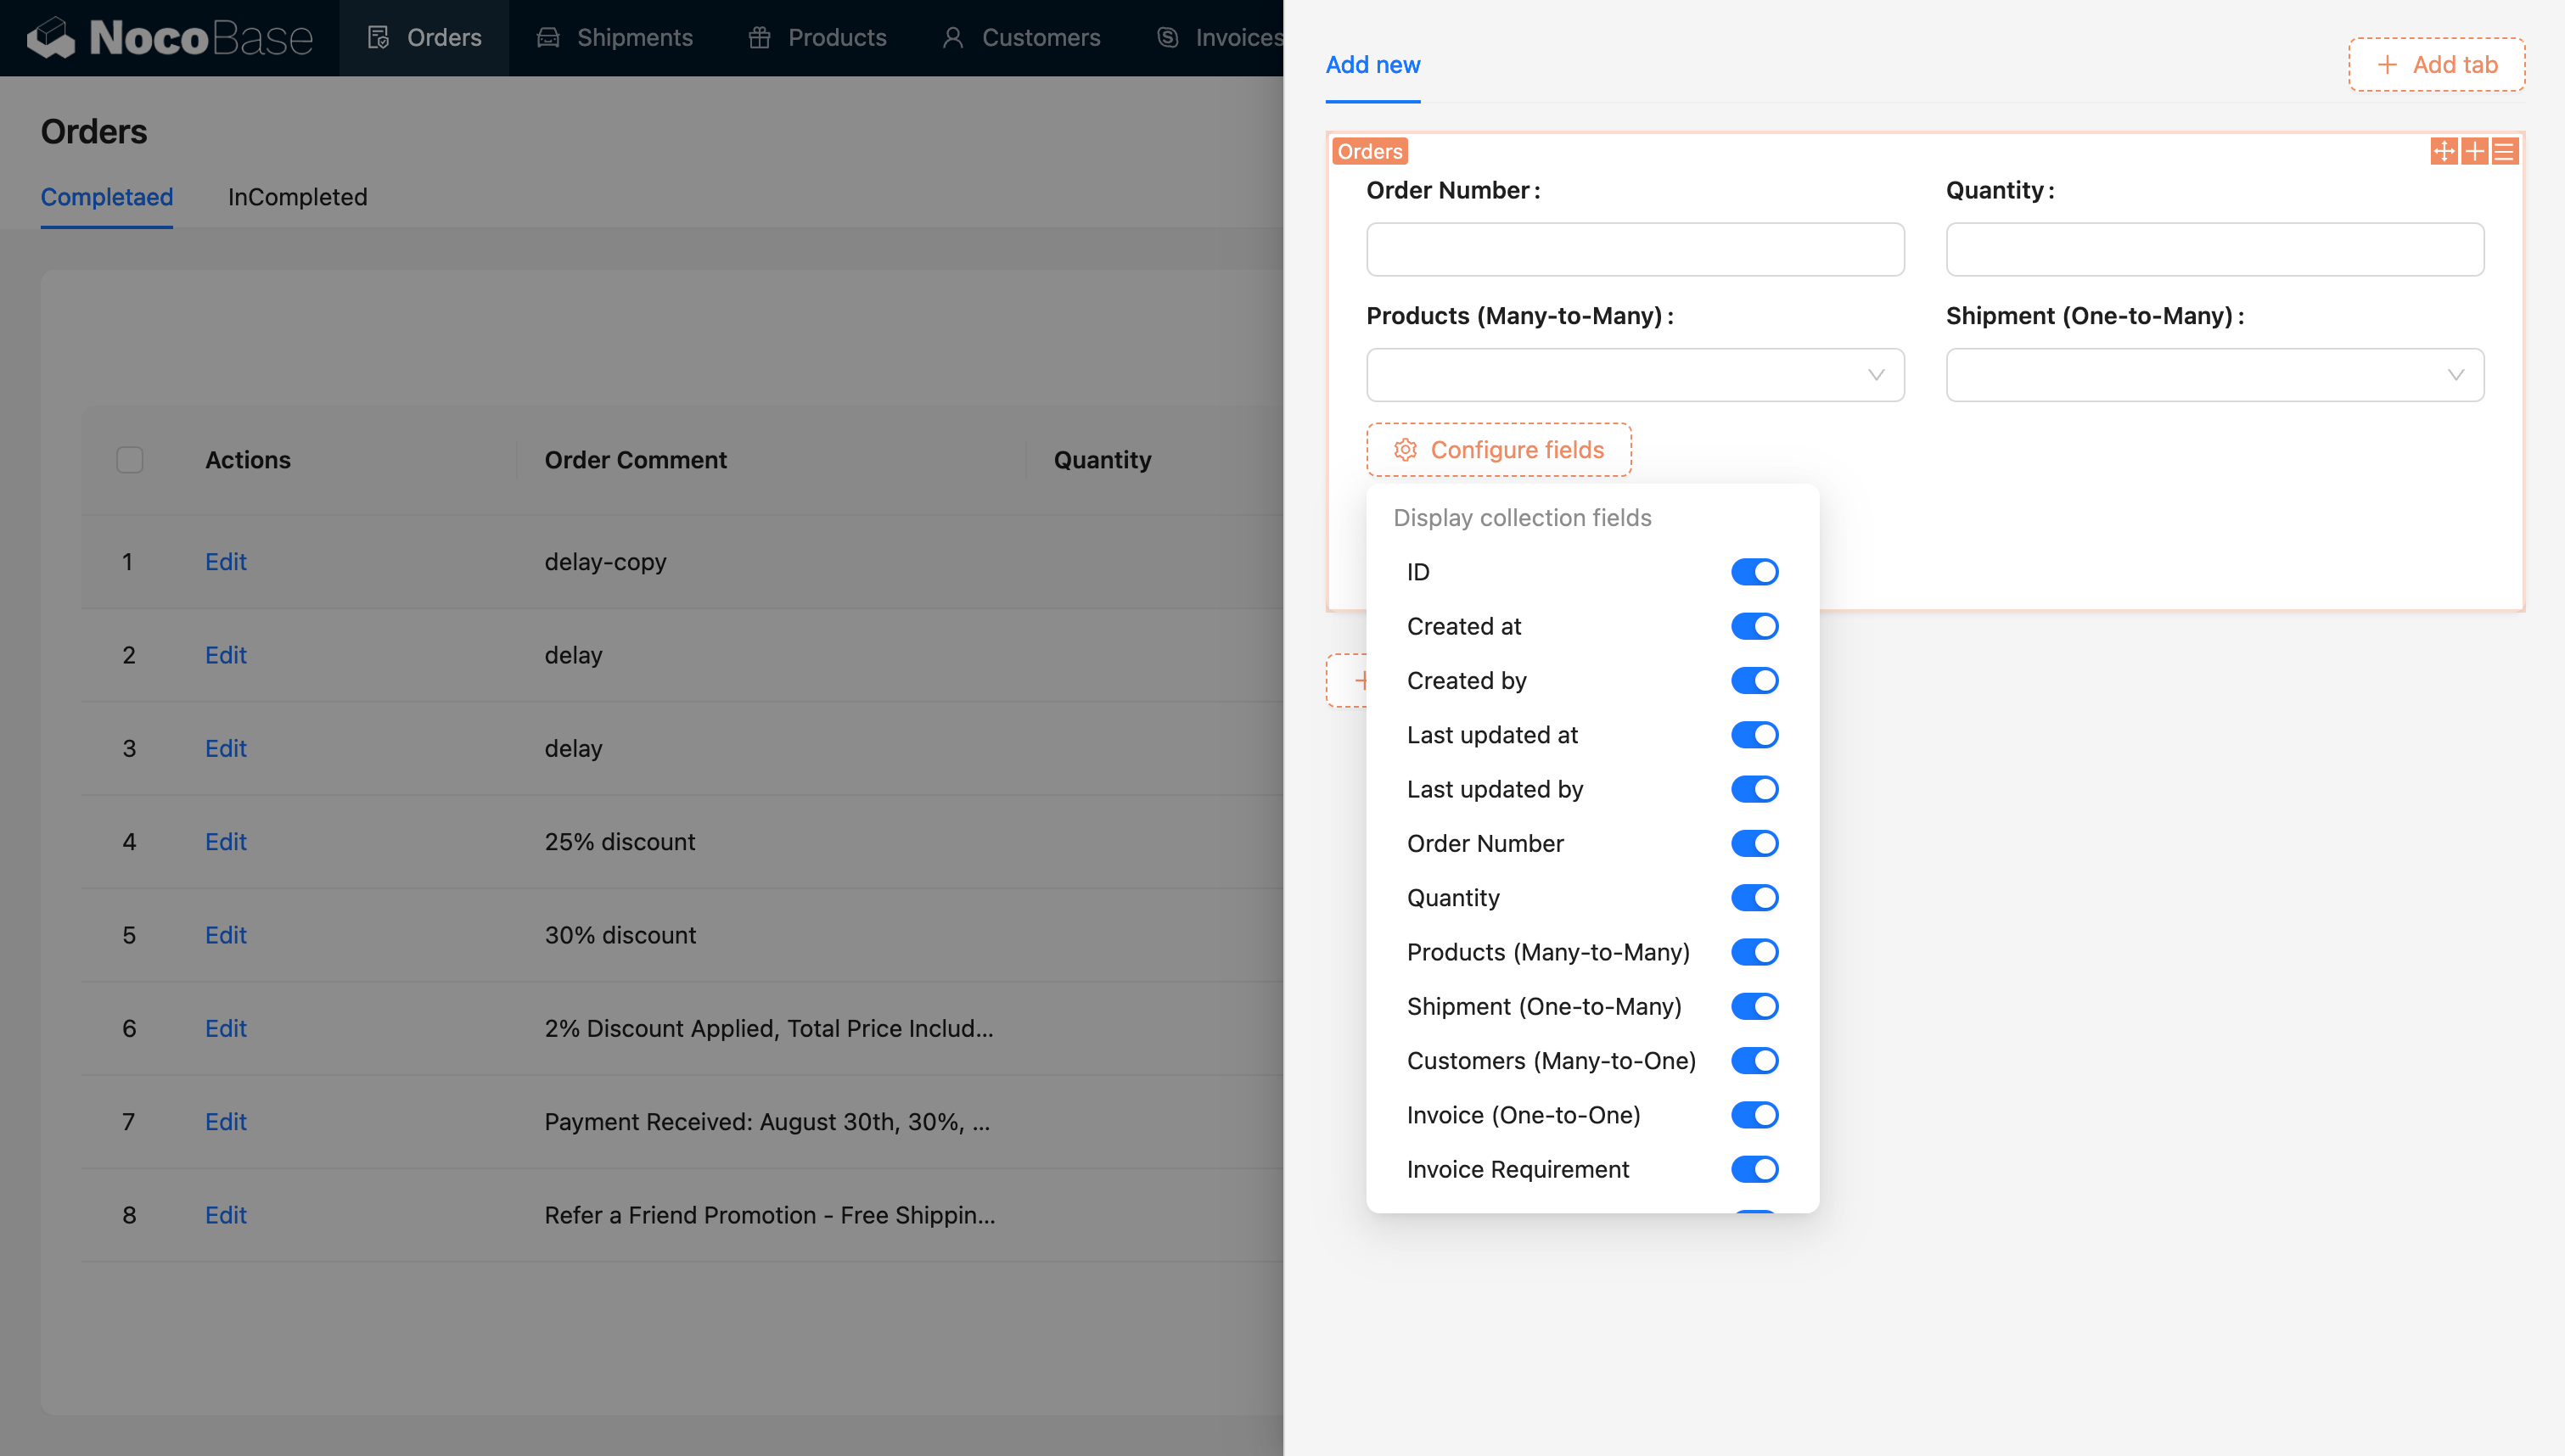 NocoBase
Orders
Shipments
Products
Customers
Invoices
Orders
Completaed
InCompleted
Actions
Order Comment
Quantity
1 Edit delay-copy
2 Edit delay
3 Edit delay
4 Edit 25% discount
5 Edit 30% discount
6 Edit 2% Discount Applied, Total Price Includ...
7 Edit Payment Received: August 30th, 30%, ...
8 Edit Refer a Friend Promotion - Free Shippin...
Add new
+ Add tab
Orders
Order Number :
Quantity :
Products (Many-to-Many) :
Shipment (One-to-Many) :
Configure fields
Display collection fields
ID
Created at
Created by
Last updated at
Last updated by
Order Number
Quantity
Products (Many-to-Many)
Shipment (One-to-Many)
Customers (Many-to-One)
Invoice (One-to-One)
Invoice Requirement